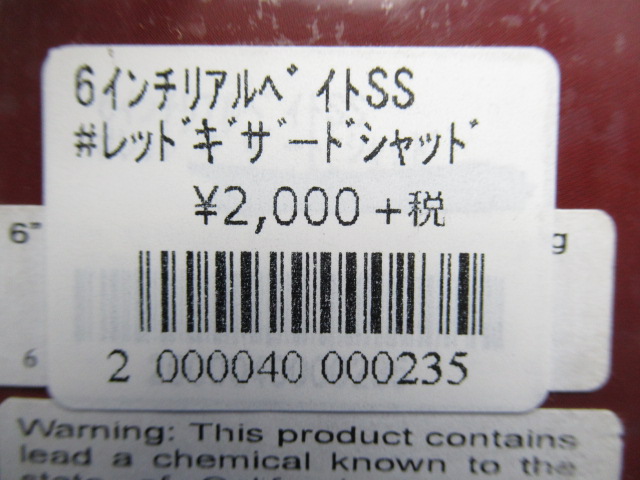 6インチリアルベイトSS
#レッドギザードシャッド
¥2,000 +税
6"
g
6
2 000040 000235
Warning: This product contains
lead a chemical known to the
state of